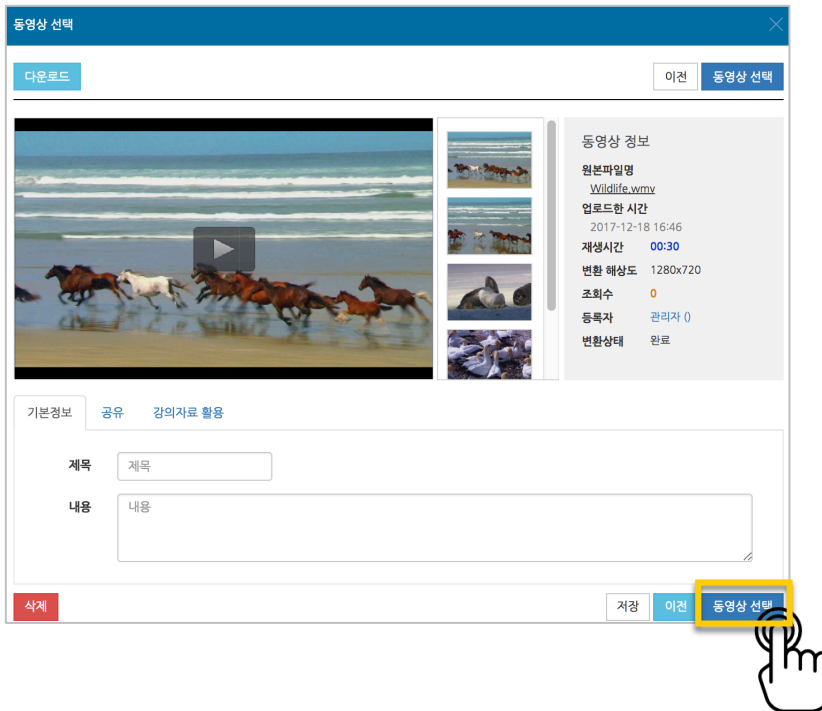 동영상 선택
다운로드
이전
동영상 선택
동영상 정보
원본파일명
Wildlife.wmv
업로드한 시간
2017-12-18 16:46
재생시간 00:30
변환 해상도 1280x720
조회수 0
등록자 관리자 ()
변환상태 완료
기본정보 공유 강의자료 활용
제목 제목
내용 내용
삭제
저장 이전 동영상 선택